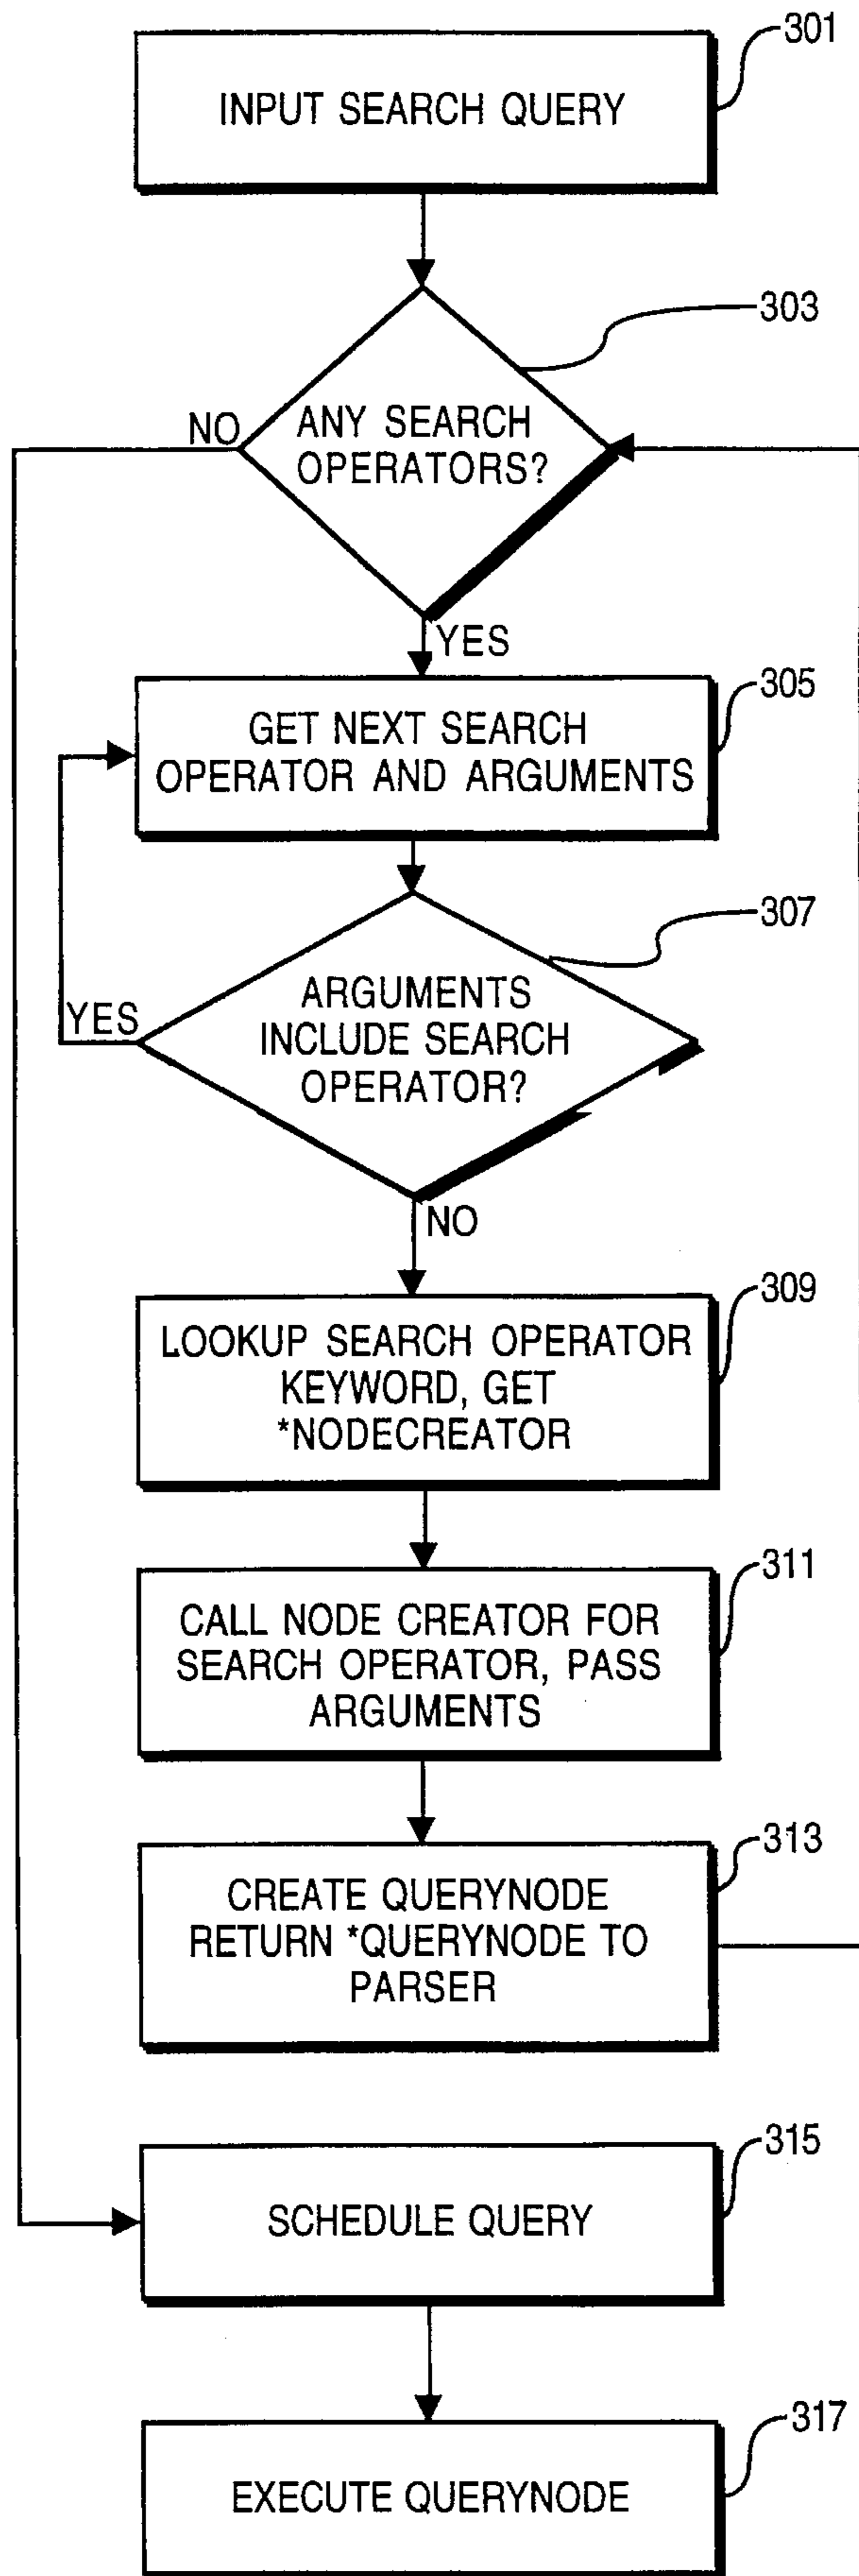 301
INPUT SEARCH QUERY
303
NO
ANY SEARCH
OPERATORS?
YES
305
GET NEXT SEARCH
OPERATOR AND ARGUMENTS
307
ARGUMENTS
INCLUDE SEARCH
OPERATOR?
YES
NO
309
LOOKUP SEARCH OPERATOR
KEYWORD, GET
*NODECREATOR
311
CALL NODE CREATOR FOR
SEARCH OPERATOR, PASS
ARGUMENTS
313
CREATE QUERYNODE
RETURN *QUERYNODE TO
PARSER
315
SCHEDULE QUERY
317
EXECUTE QUERYNODE